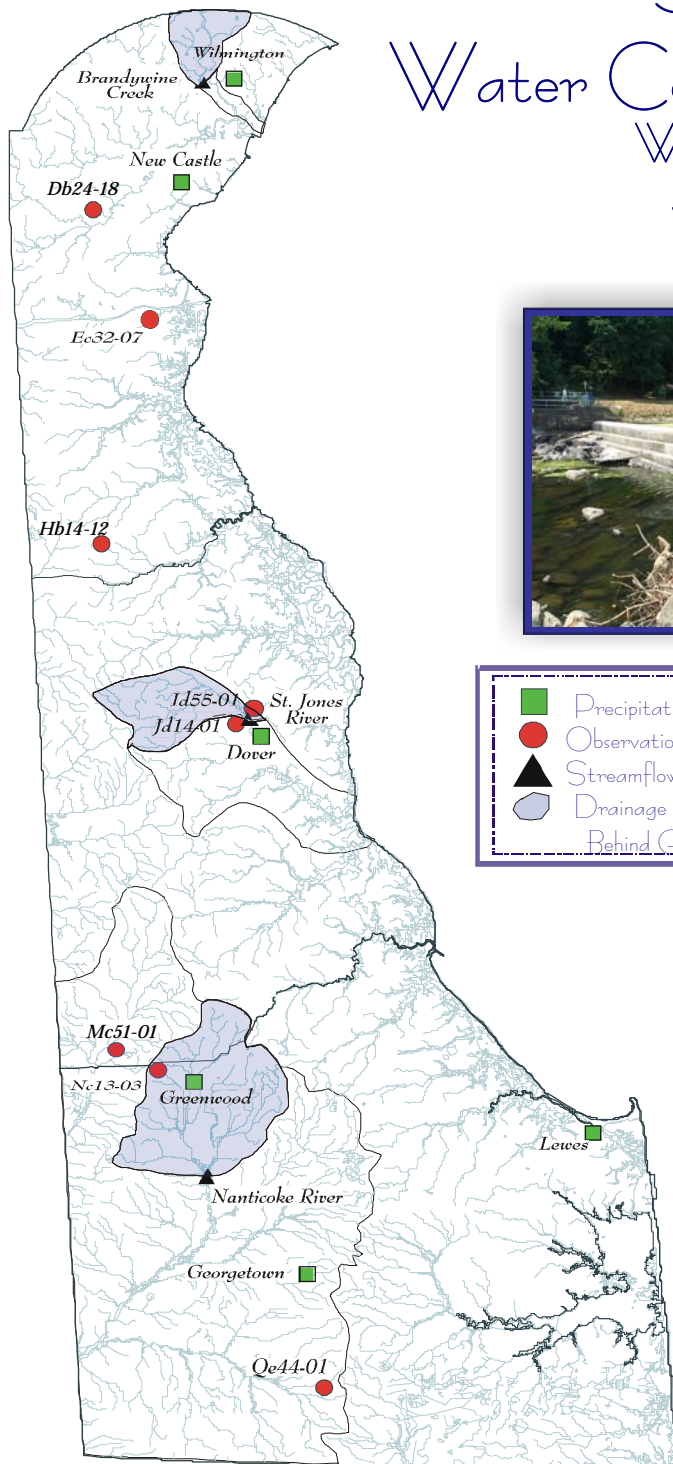 Wilmington
Brandywine
Creek
Water
New Castle
Db24-18
Ec32-07
Hb14-12
Id55-01
St. Jones
River
Jd14-01
Dover
Precipitat
Observatio
Streamflow
Drainage
Behind G
Mc51-01
Nc13-03
Greenwood
Lewes
Nanticoke River
Georgetown
Qe44-01